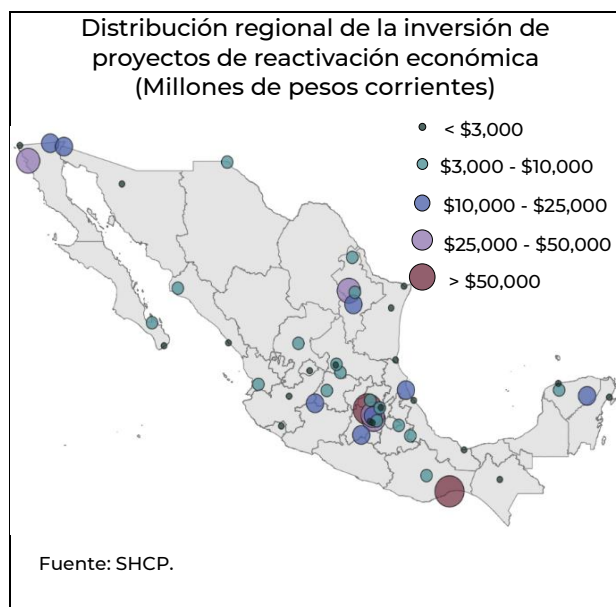 Distribución regional de la inversión de
proyectos de reactivación económica
(Millones de pesos corrientes)
< $3,000
$3,000 - $10,000
$10,000 - $25,000
$25,000 - $50,000
> $50,000
Fuente: SHCP.